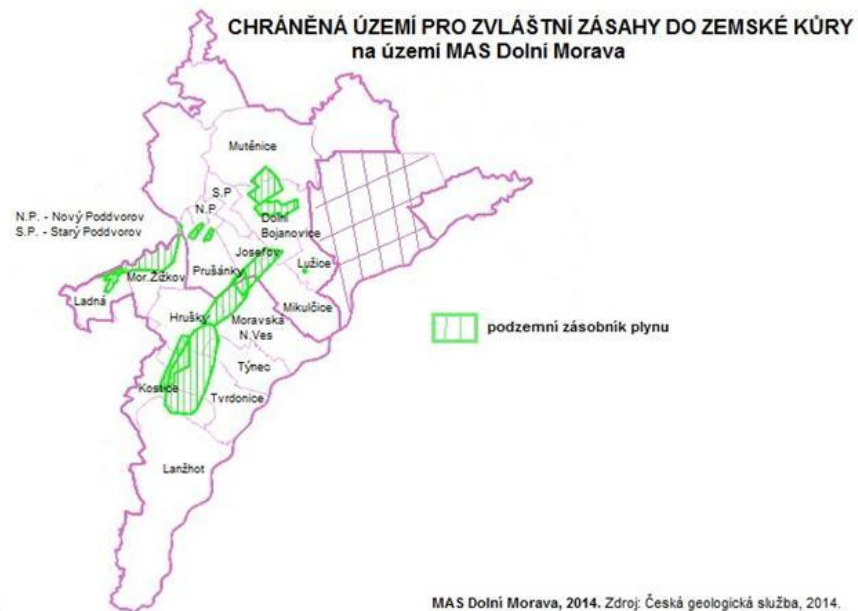 CHRÁNĚNÁ ÚZEMÍ PRO ZVLÁŠTNÍ ZÁSAHY DO ZEMSKÉ KŮRY
na území MAS Dolní Morava
Mutěnice
S.P
N.P
N.P. - Nový Poddvorov
S.P. - Starý Poddvorov
Dolní
Bojanovice
Josefov
Lužice
Prušánky
Mor.Žižkov
Ladná
Mikulčice
Hrušky
Moravská
N.Ves
podzemní zásobník plynu
Týnec
Kostice
Tvrdonice
Lanžhot
MAS Dolní Morava, 2014. Zdroj: Česká geologická služba, 2014.